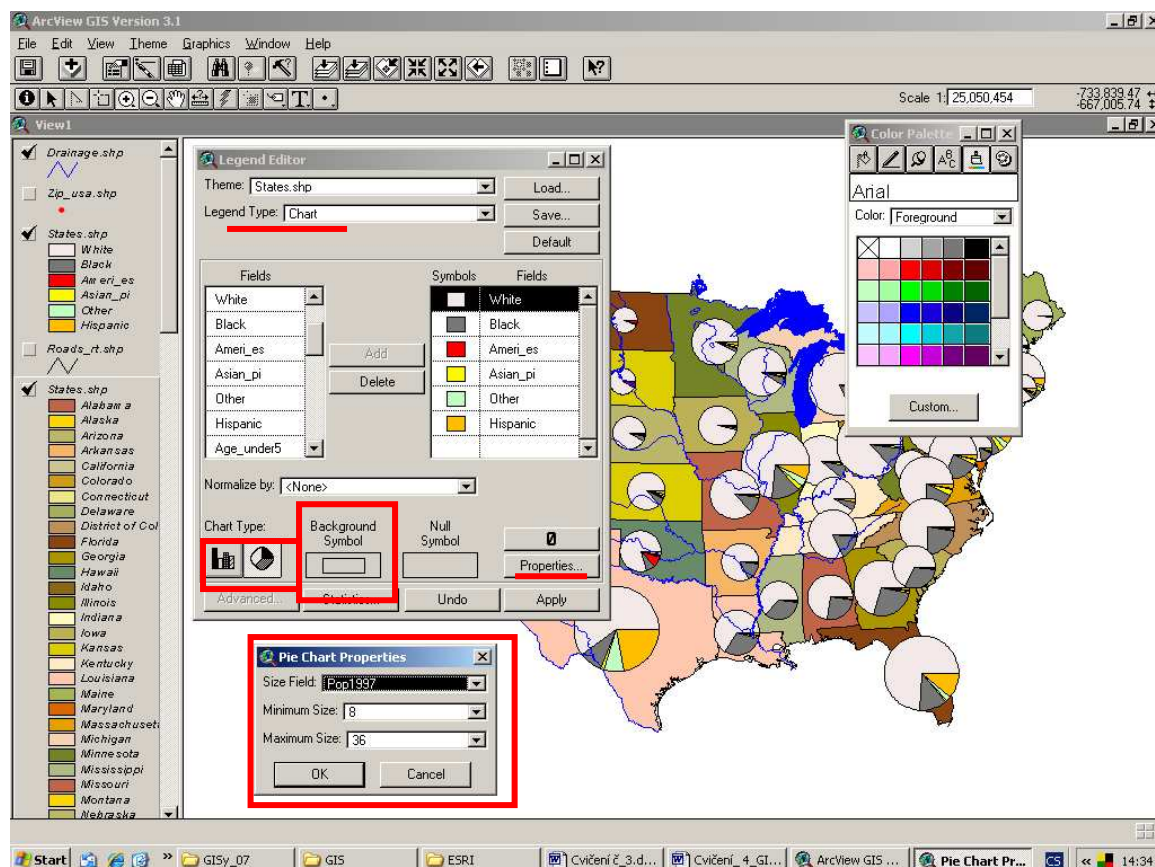 ArcView GIS Version 3.1
File Edit View Theme Graphics Window Help
Scale 1: 25,050,454
-733,839.47
-667,005.74
View1
Drainage.shp
Zip_usa.shp
States.shp
White
Black
Ameri_es
Asian_pi
Other
Hispanic
Roads_rt.shp
States.shp
Alabama
Alaska
Arizona
Arkansas
California
Colorado
Connecticut
Delaware
District of Col
Florida
Georgia
Hawaii
Idaho
Illinois
Indiana
Iowa
Kansas
Kentucky
Louisiana
Maine
Maryland
Massachuset
Michigan
Minnesota
Mississippi
Missouri
Montana
Nebraska
Legend Editor
Theme: States.shp
Load...
Legend Type: Chart
Save...
Default
Fields
Symbols Fields
White
Black
Ameri_es
Asian_pi
Other
Hispanic
Age_under5
Add
Delete
White
Black
Ameri_es
Asian_pi
Other
Hispanic
Normalize by: <None>
Chart Type:
Background
Symbol
Null
Symbol
0
Properties...
Advanced... Statistics... Undo Apply
Color Palette
A B C
Arial
Color: Foreground
Custom...
Pie Chart Properties
Size Field: Pop1997
Minimum Size: 8
Maximum Size: 36
OK Cancel
Start » GISy_07 GIS ESRI Cvičení č_3.d... Cvičení_ 4_GI... ArcView GIS ... Pie Chart Pr... CS « 14:34